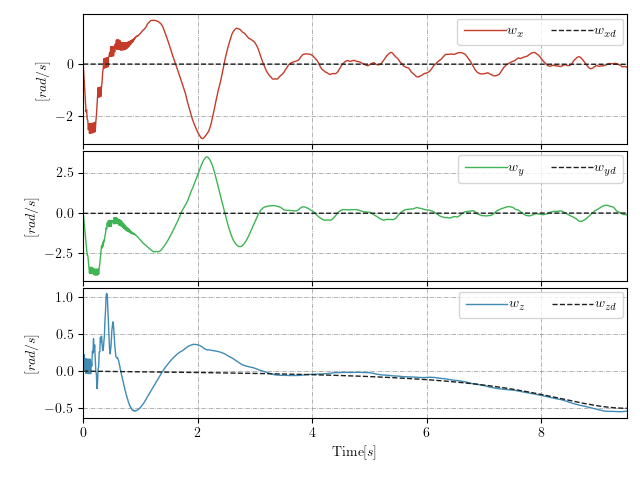 w_x w_xd
0
−2
[rad/s]
w_y w_yd
2.5
0.0
−2.5
[rad/s]
w_z w_zd
1.0
0.5
0.0
−0.5
[rad/s]
0 2 4 6 8
Time[s]